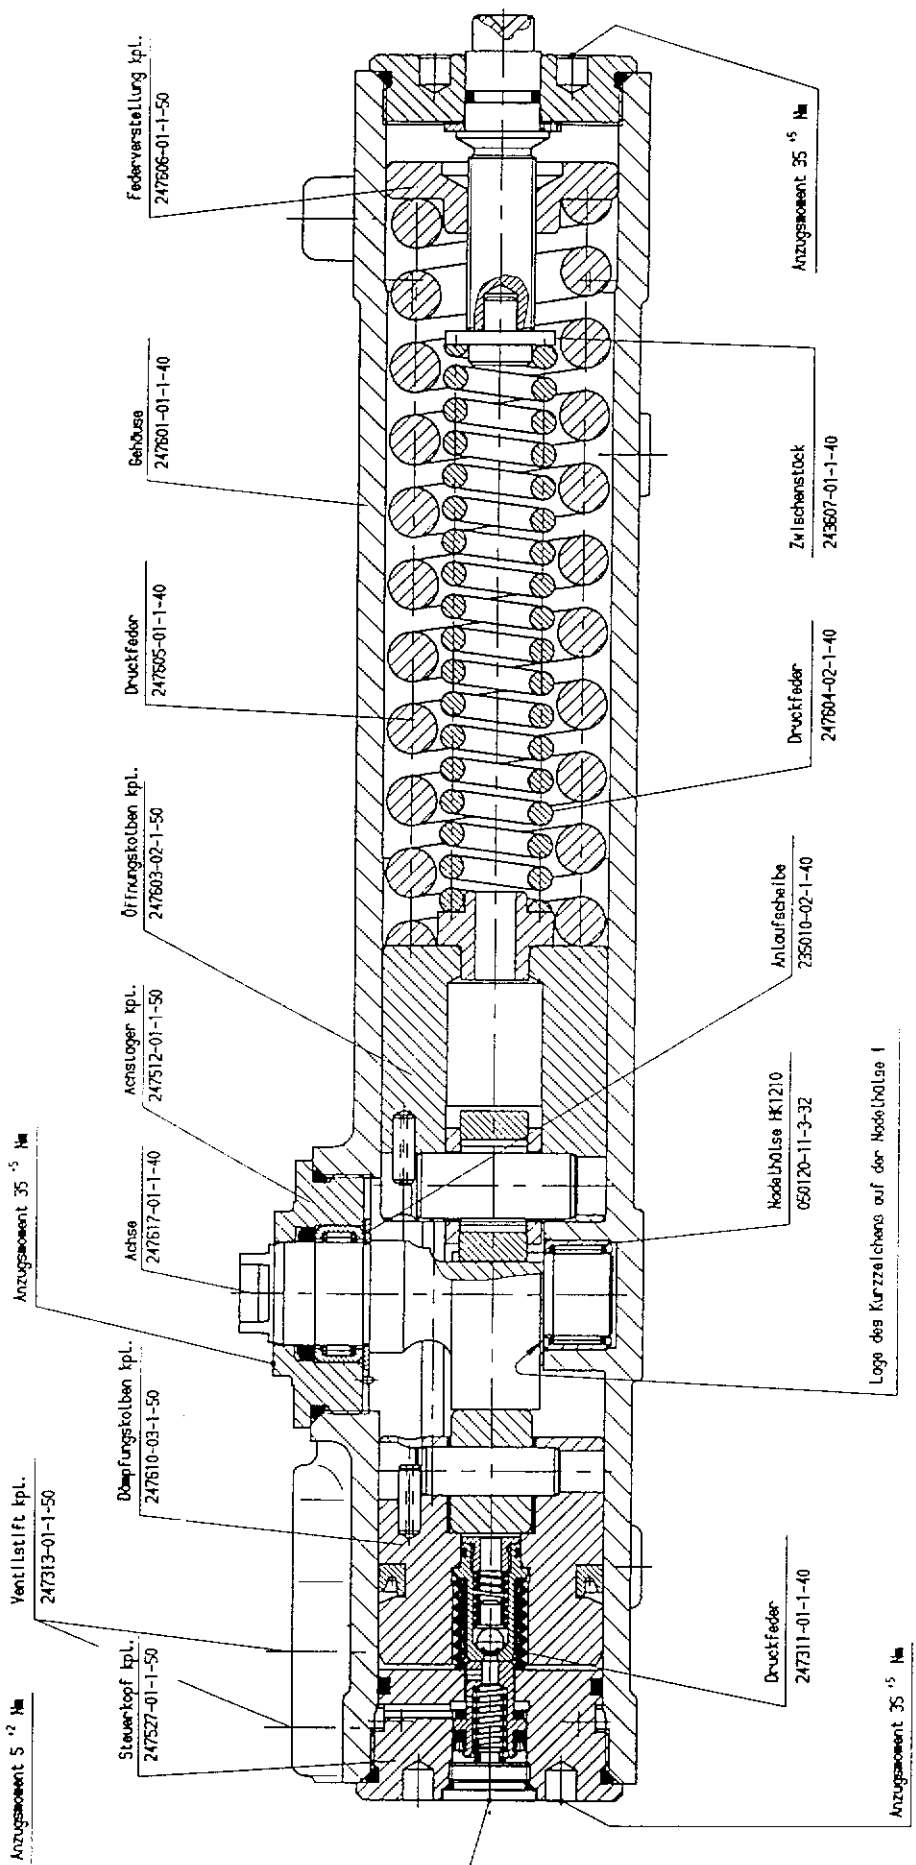 Anzugsmoment 5 +2 Nm
Ventilstift kpl.
247313-01-1-50
Anzugsmoment 35 +5 Nm
Steuerkopf kpl.
247527-01-1-50
Dämpfungskolben kpl.
247610-03-1-50
Achse
247617-01-1-40
Achslager kpl.
247512-01-1-50
Öffnungskolben kpl.
247603-02-1-50
Druckfeder
247605-01-1-40
Gehäuse
247601-01-1-40
Federverstellung kpl.
247606-01-1-50
Druckfeder
247311-01-1-40
Nadelhülse HK1210
050120-11-3-32
Anlaufscheibe
235010-02-1-40
Druckfeder
247604-02-1-40
Zwischenstück
243607-01-1-40
Anzugsmoment 35 +5 Nm
Anzugsmoment 35 +5 Nm
Lage des Kurzzeichens auf der Nadelhülse !